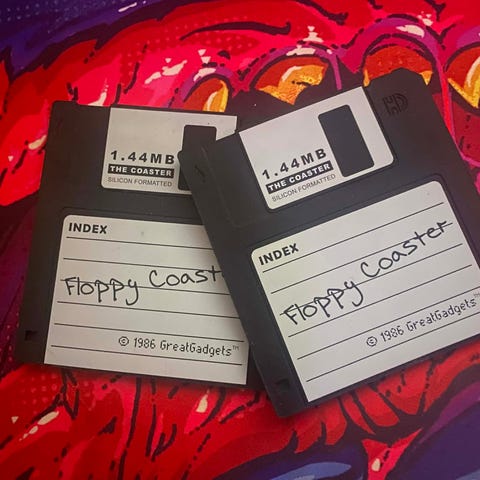 1.44MB
THE COASTER
SILICON FORMATTED
INDEX
Floppy Coast
© 1986 GreatGadgets™
HD
1.44MB
THE COASTER
SILICON FORMATTED
INDEX
Floppy Coaster
© 1986 GreatGadgets™